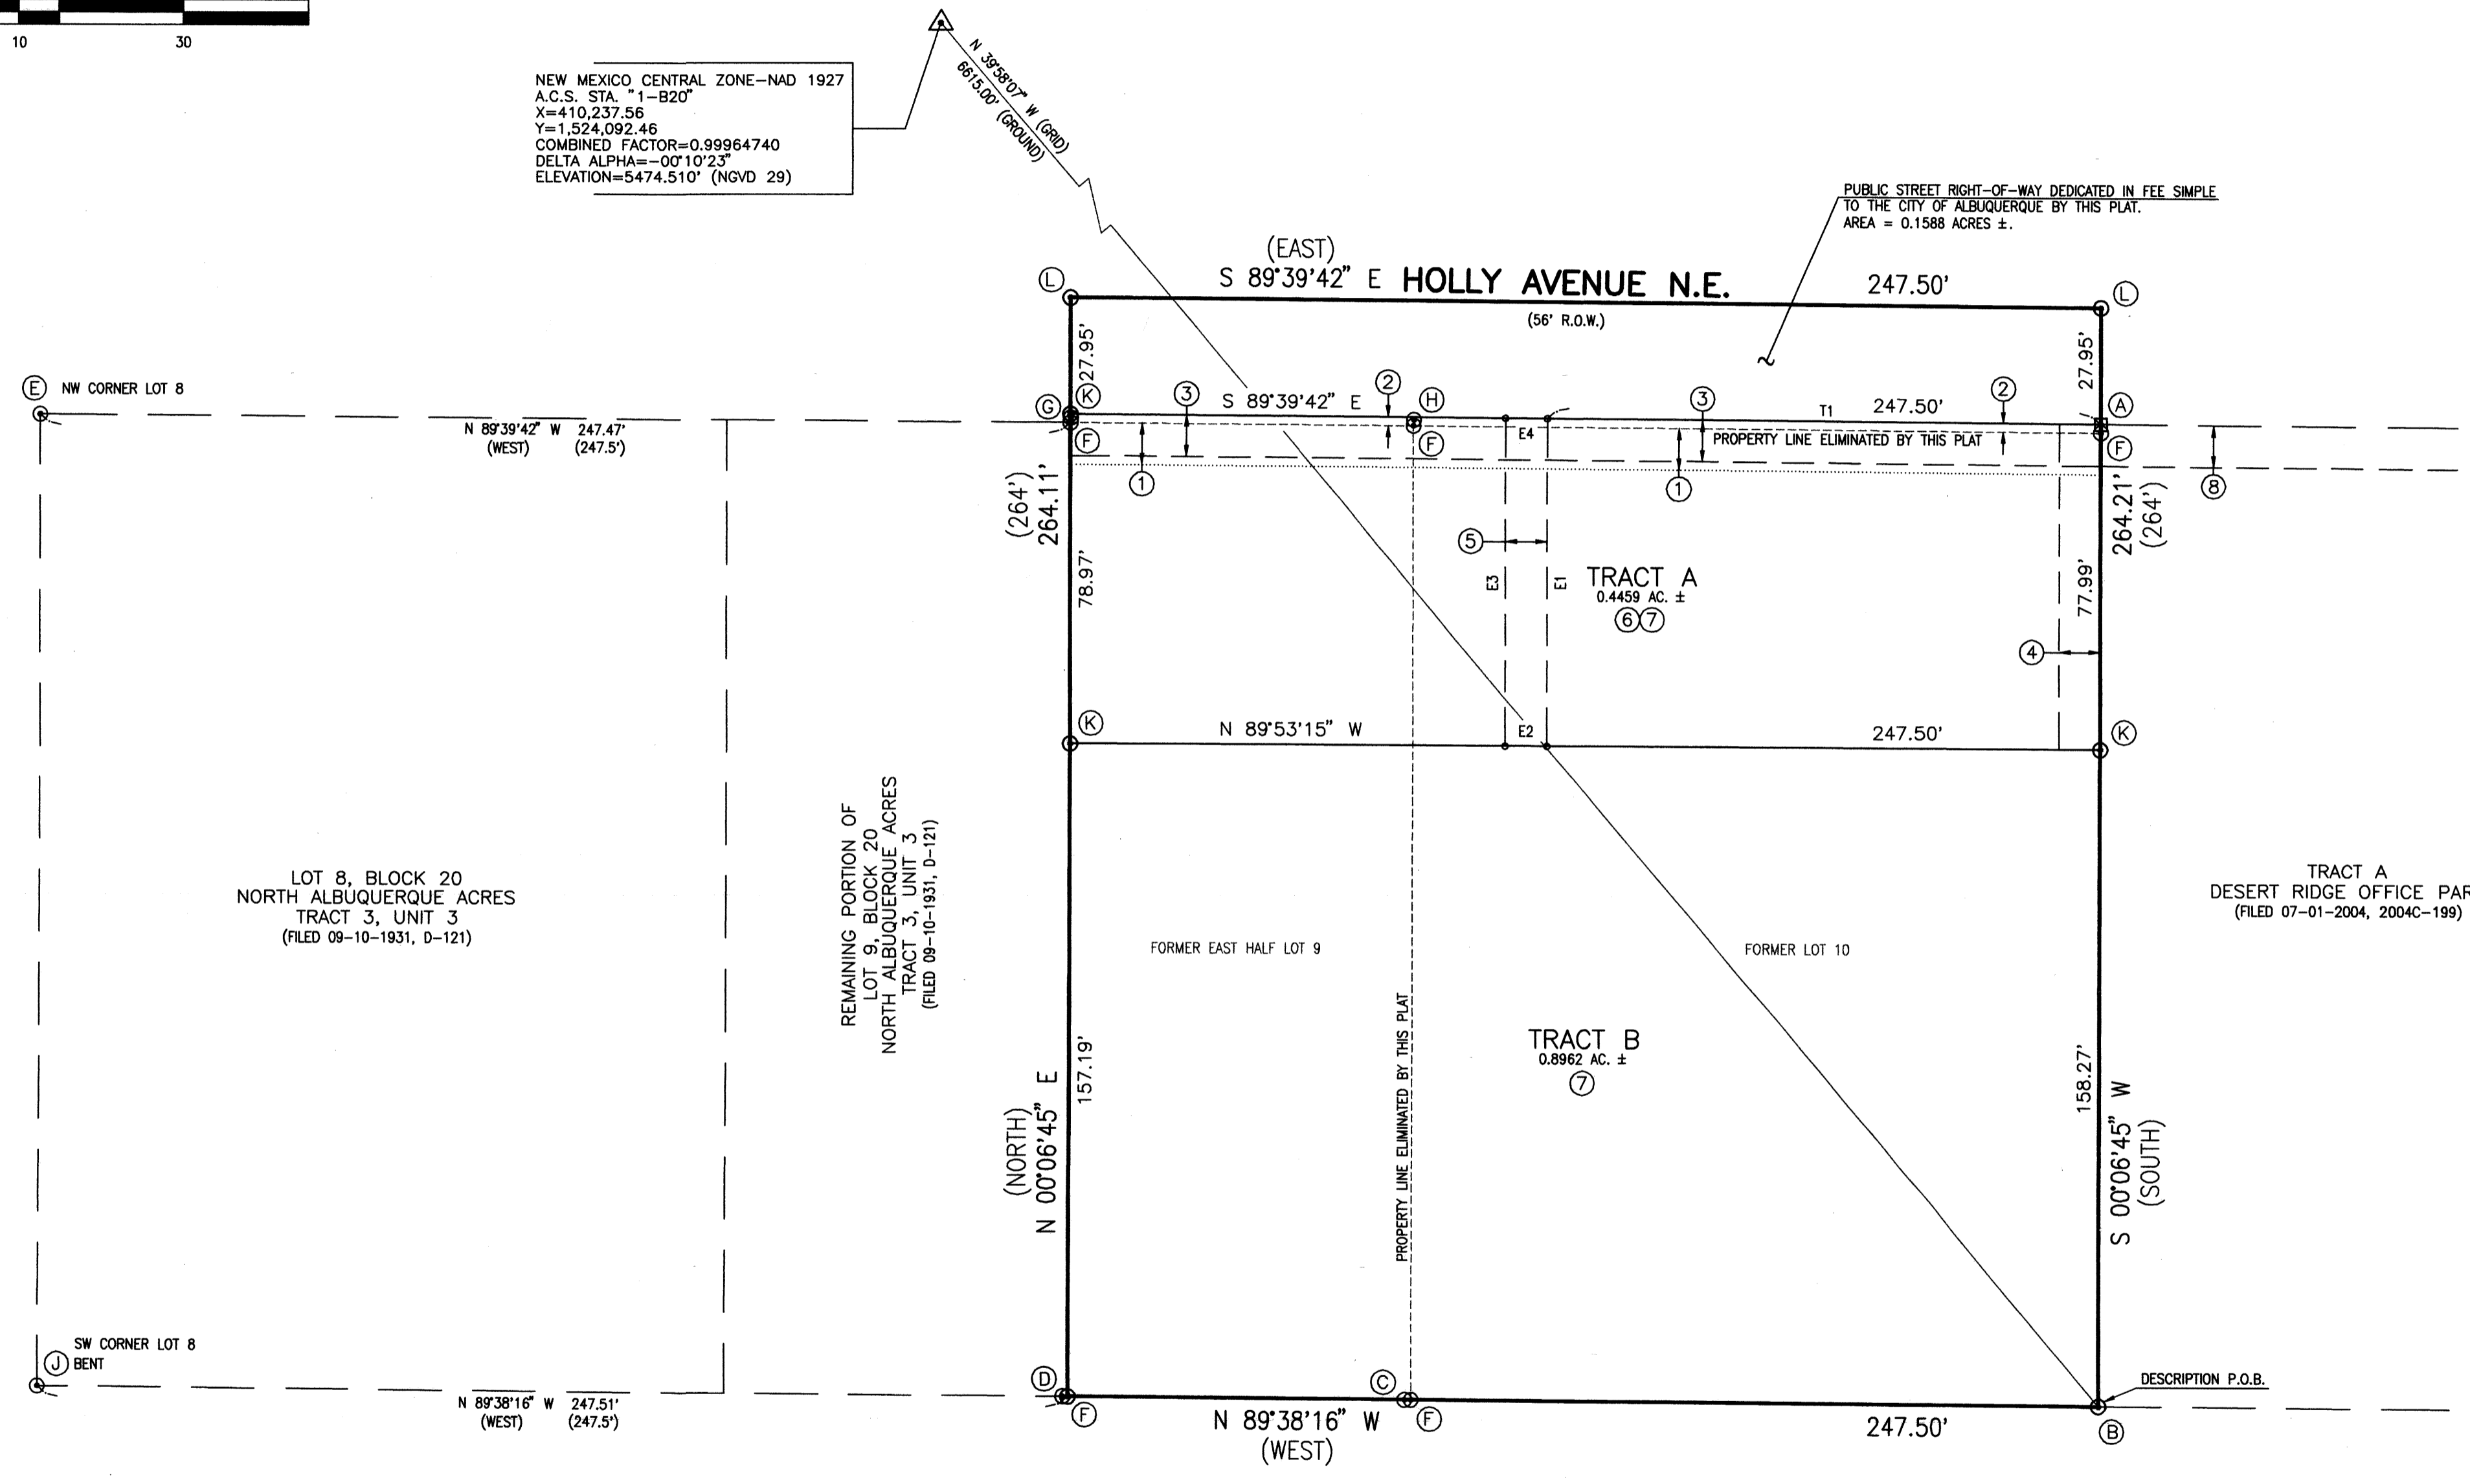 10
30
NEW MEXICO CENTRAL ZONE-NAD 1927
A.C.S. STA. "1-B20"
X=410,237.56
Y=1,524,092.46
COMBINED FACTOR=0.99964740
DELTA ALPHA=-00°10'23"
ELEVATION=5474.510' (NGVD 29)
N 39°58'07" W (GRID)
6615.00' (GROUND)
PUBLIC STREET RIGHT-OF-WAY DEDICATED IN FEE SIMPLE
TO THE CITY OF ALBUQUERQUE BY THIS PLAT.
AREA = 0.1588 ACRES ±.
(EAST)
S 89°39'42" E HOLLY AVENUE N.E. 247.50'
(56' R.O.W.)
L
L
27.95'
27.95'
E NW CORNER LOT 8
N 89°39'42" W 247.47'
(WEST) (247.5')
G
K
F
3
S 89°39'42" E
2
H
F
E4
3
T1
247.50'
2
A
F
PROPERTY LINE ELIMINATED BY THIS PLAT
1
1
8
(264')
264.11'
264.21'
(264')
78.97'
77.99'
5
E3
E1
TRACT A
0.4459 AC. ±
6 7
4
K
N 89°53'15" W
E2
247.50'
K
LOT 8, BLOCK 20
NORTH ALBUQUERQUE ACRES
TRACT 3, UNIT 3
(FILED 09-10-1931, D-121)
REMAINING PORTION OF
LOT 9, BLOCK 20
NORTH ALBUQUERQUE ACRES
TRACT 3, UNIT 3
(FILED 09-10-1931, D-121)
FORMER EAST HALF LOT 9
FORMER LOT 10
TRACT A
DESERT RIDGE OFFICE PAR
(FILED 07-01-2004, 2004C-199)
PROPERTY LINE ELIMINATED BY THIS PLAT
TRACT B
0.8962 AC. ±
7
157.19'
158.27'
(NORTH)
N 00°06'45" E
S 00°06'45" W
(SOUTH)
SW CORNER LOT 8
J BENT
N 89°38'16" W 247.51'
(WEST) (247.5')
D
F
C
F
N 89°38'16" W 247.50'
(WEST)
DESCRIPTION P.O.B.
B